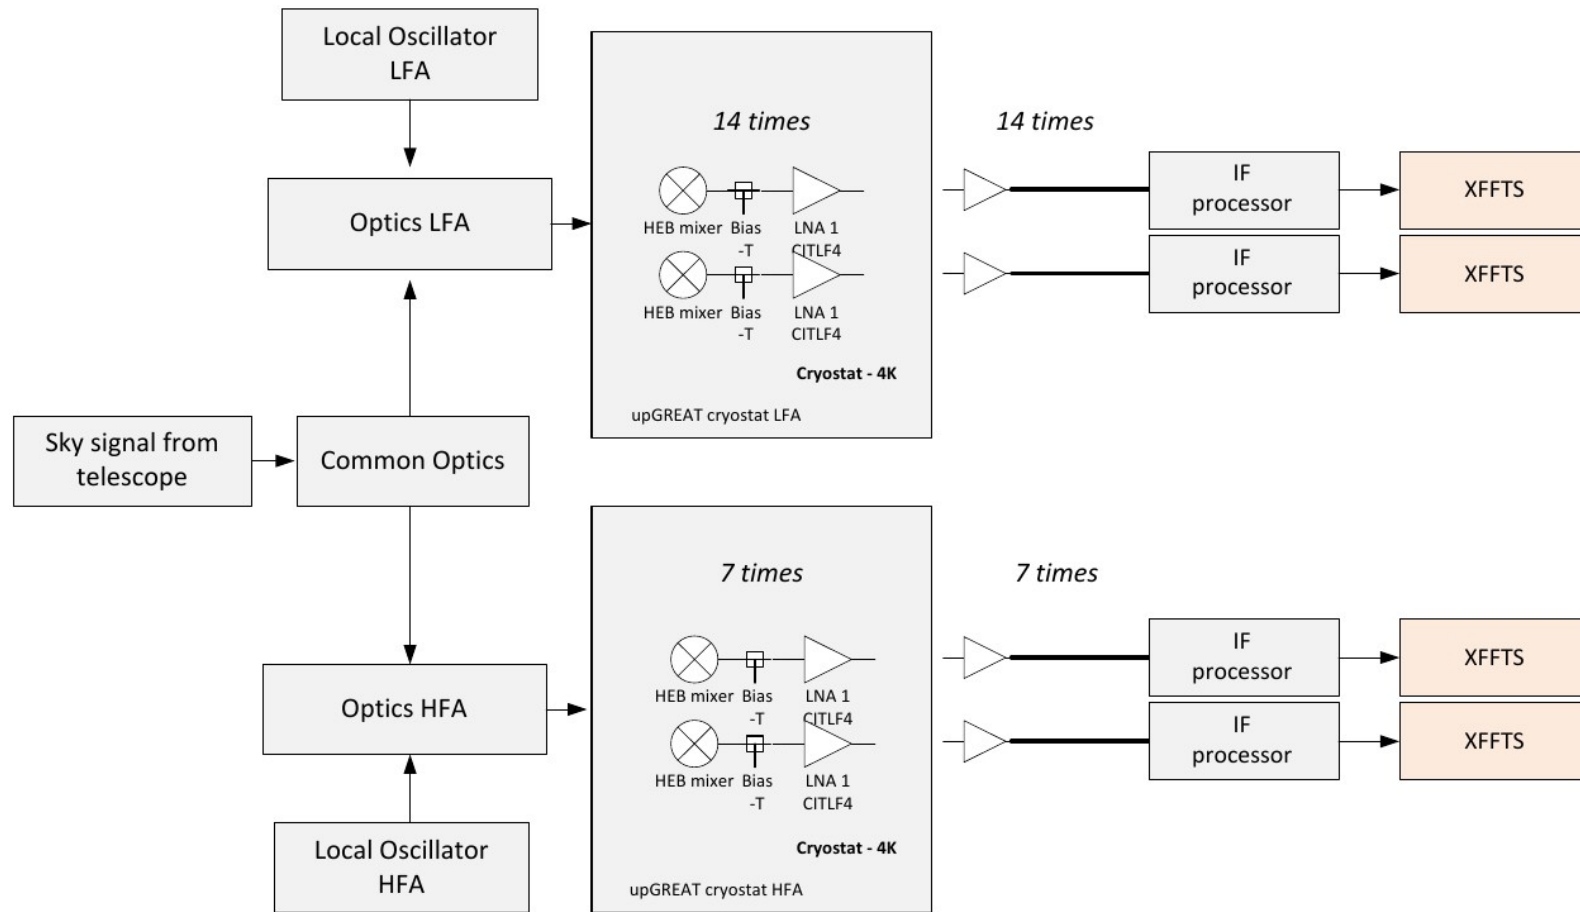 Local Oscillator
LFA
14 times
14 times
HEB mixer
Bias
-T
LNA 1
CITLF4
IF
processor
XFFTS
Optics LFA
HEB mixer
Bias
-T
LNA 1
CITLF4
IF
processor
XFFTS
Cryostat - 4K
upGREAT cryostat LFA
Sky signal from
telescope
Common Optics
7 times
7 times
HEB mixer
Bias
-T
LNA 1
CITLF4
IF
processor
XFFTS
Optics HFA
HEB mixer
Bias
-T
LNA 1
CITLF4
IF
processor
XFFTS
Cryostat - 4K
upGREAT cryostat HFA
Local Oscillator
HFA